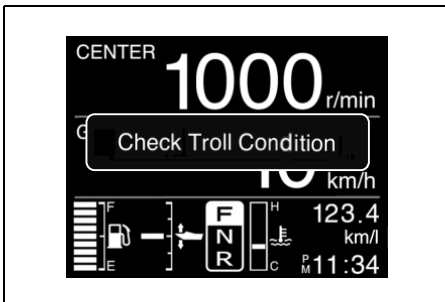 CENTER
1000 r/min
Check Troll Condition
km/h
F
E
F
N
R
H
C
123.4
km/l
PM 11:34